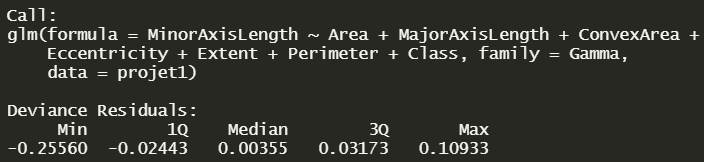 Call:
glm(formula = MinorAxisLength ~ Area + MajorAxisLength + ConvexArea +
    Eccentricity + Extent + Perimeter + Class, family = Gamma,
    data = projet1)

Deviance Residuals:
     Min       1Q   Median       3Q      Max
-0.25560 -0.02443  0.00355  0.03173  0.10933